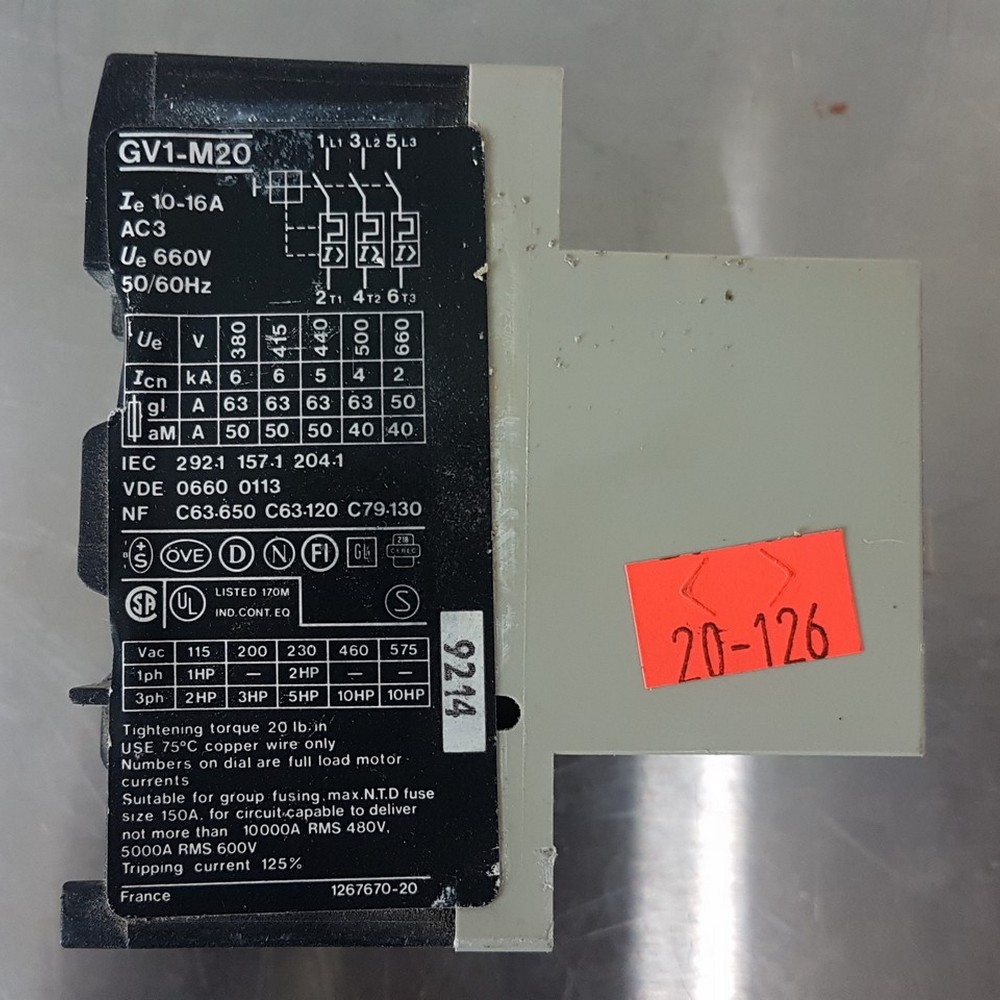 GV1-M20
1 L1 3 L2 5 L3
Ie 10-16A
AC3
Ue 660V
50/60Hz
I> I> I>
2 T1 4 T2 6 T3
Ue V 380 415 440 500 660
Icn kA 6 6 5 4 2
gI A 63 63 63 63 50
aM A 50 50 50 40 40
IEC 292.1 157.1 204.1
VDE 0660 0113
NF C63.650 C63.120 C79.130
S ÖVE D N FI GL
SA UL LISTED 170M
IND. CONT. EQ S
Vac 115 200 230 460 575
1ph 1HP — 2HP — —
3ph 2HP 3HP 5HP 10HP 10HP
9214
Tightening torque 20 lb.in
USE 75°C copper wire only
Numbers on dial are full load motor
currents
Suitable for group fusing, max. N.T.D fuse
size 150A, for circuit capable to deliver
not more than 10000A RMS 480V,
5000A RMS 600V
Tripping current 125%
France 1267670-20
20-126